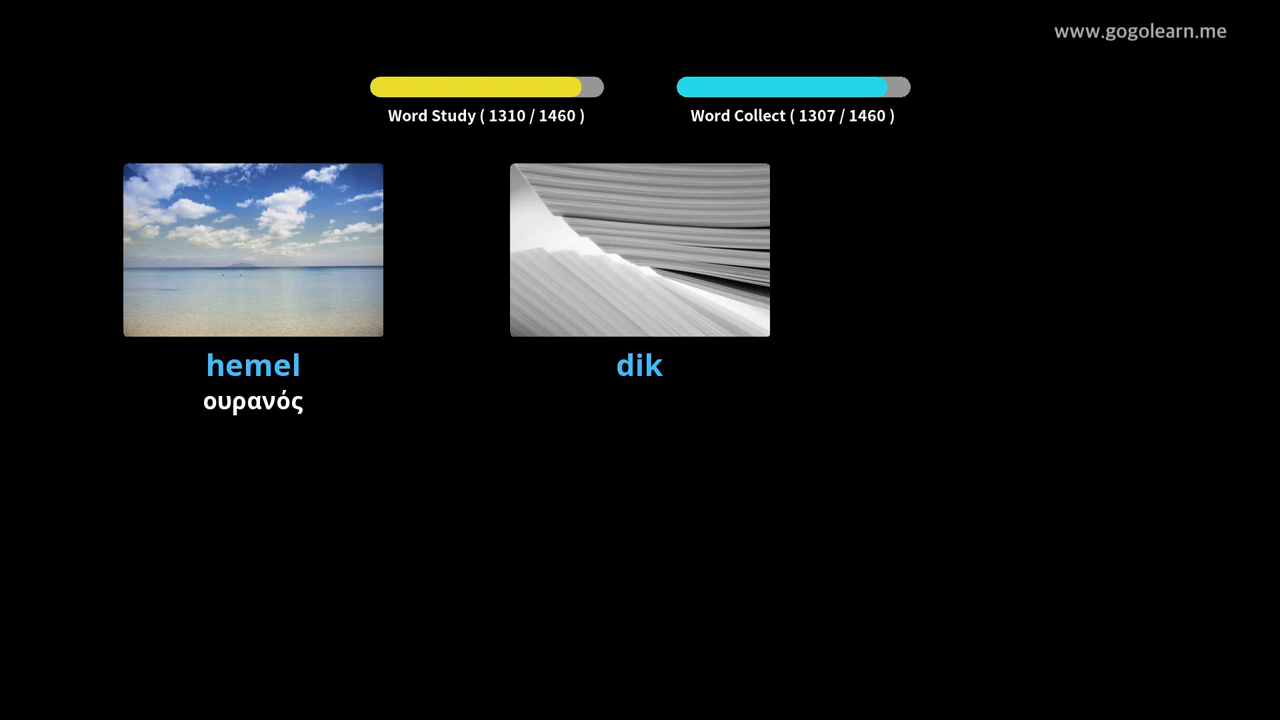 www.gogolearn.me
Word Study ( 1310 / 1460 )
Word Collect ( 1307 / 1460 )
hemel
ουρανός
dik